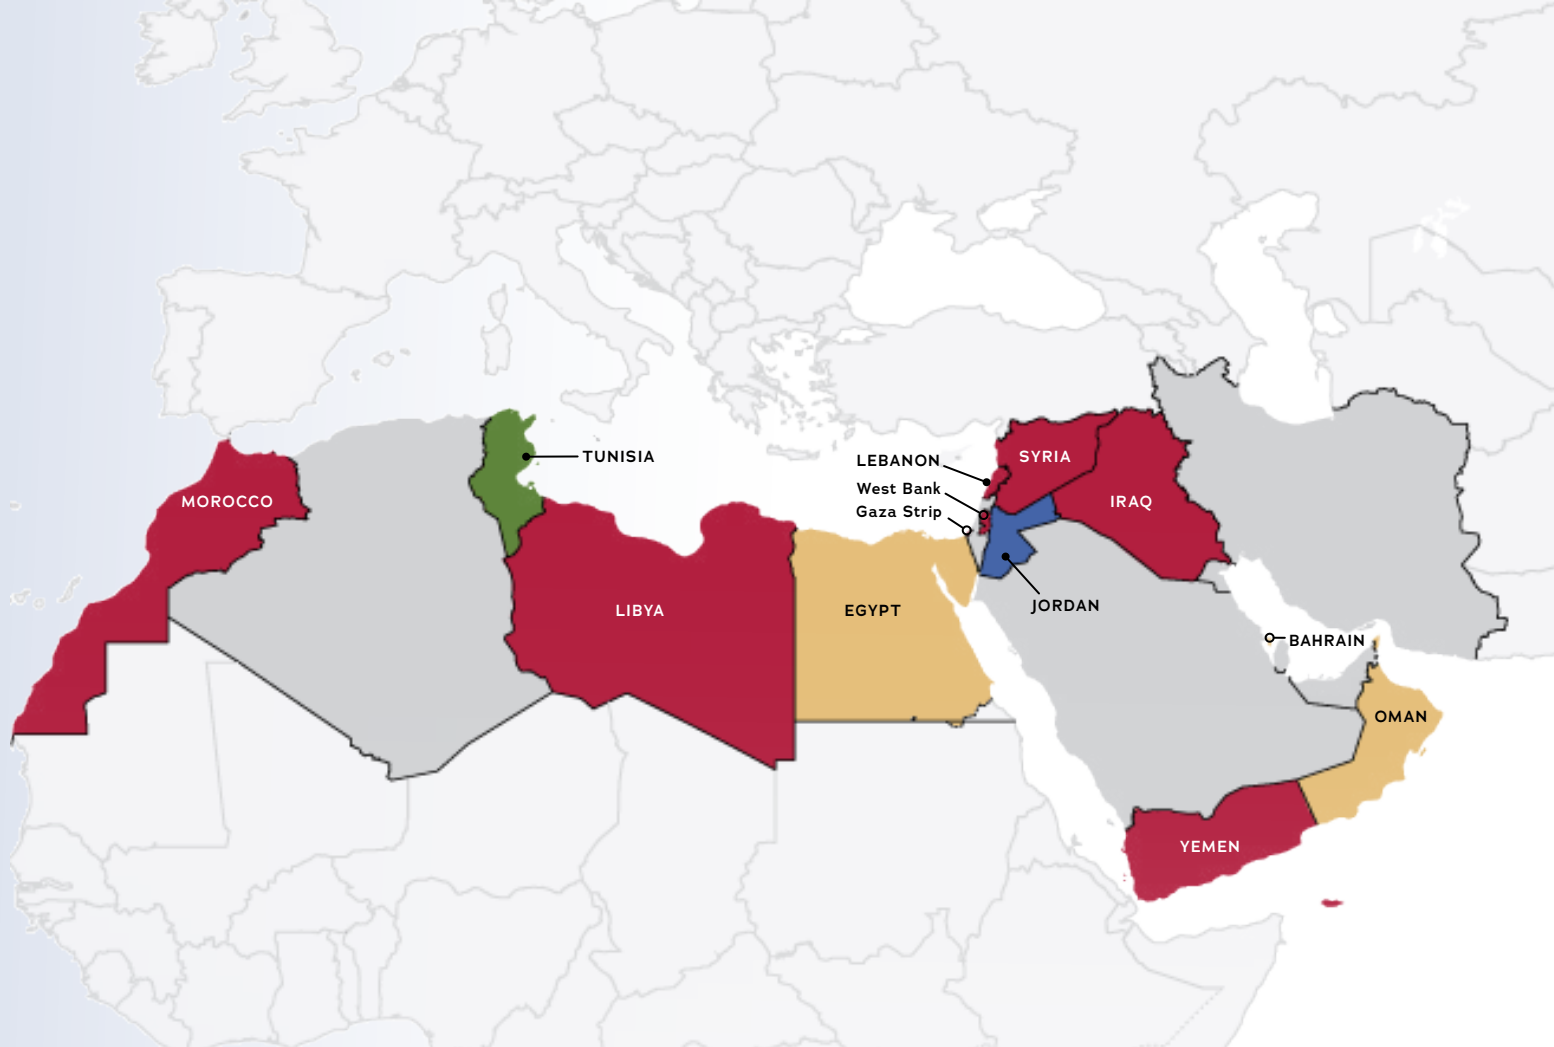 TUNISIA
LEBANON
SYRIA
West Bank
MOROCCO
IRAQ
Gaza Strip
JORDAN
LIBYA
EGYPT
BAHRAIN
OMAN
YEMEN